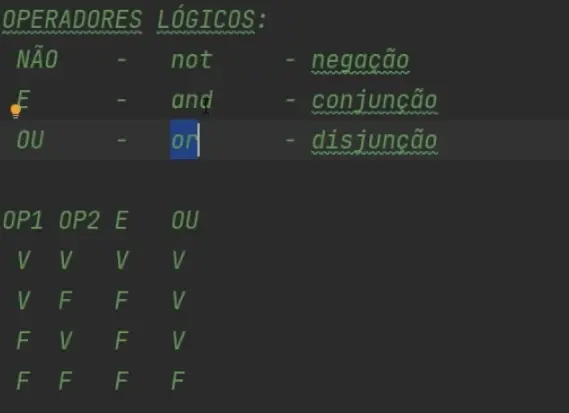 OPERADORES LÓGICOS:
NÃO - not - negação
E - and - conjunção
OU - or - disjunção
OP1 OP2 E OU
V V V V
V F F V
F V F V
F F F F